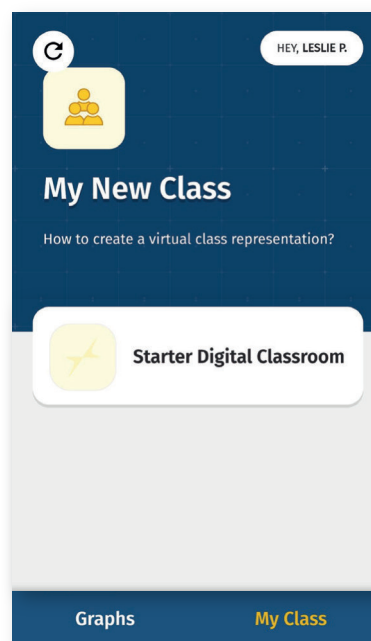 HEY, LESLIE P.
My New Class
How to create a virtual class representation?
Starter Digital Classroom
Graphs
My Class